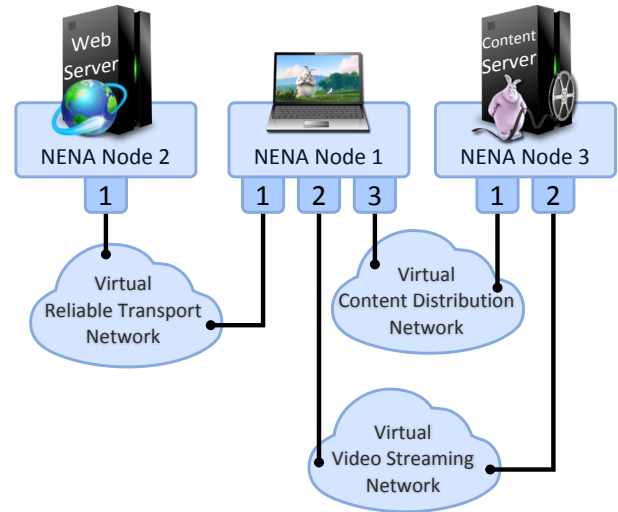 Web
Server
Content
Server
NENA Node 2
NENA Node 1
NENA Node 3
1
1
2
3
1
2
Virtual
Reliable Transport
Network
Virtual
Content Distribution
Network
Virtual
Video Streaming
Network